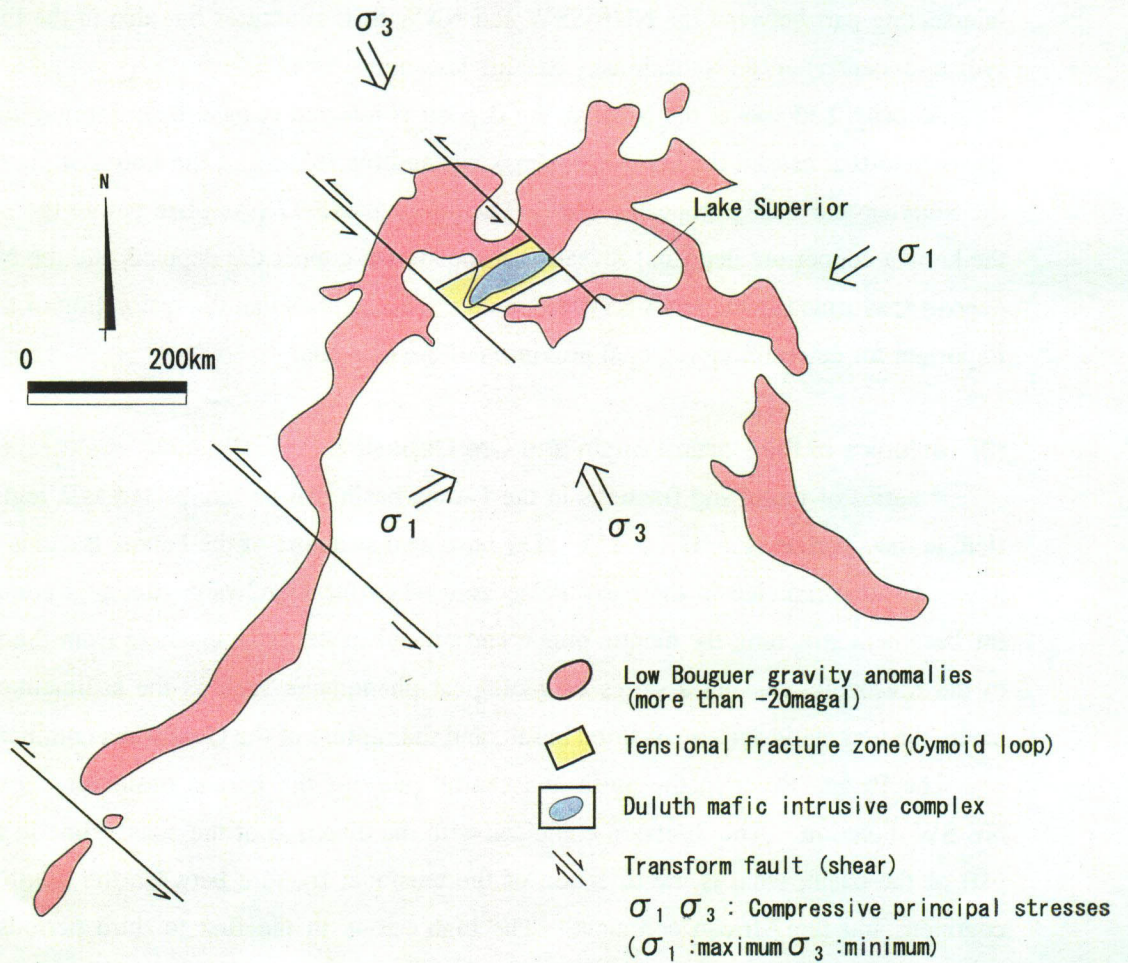 σ3
N
Lake Superior
σ1
0 200km
σ1
σ3
Low Bouguer gravity anomalies
(more than -20magal)
Tensional fracture zone(Cymoid loop)
Duluth mafic intrusive complex
Transform fault (shear)
σ1 σ3 : Compressive principal stresses
(σ1 :maximum σ3 :minimum)